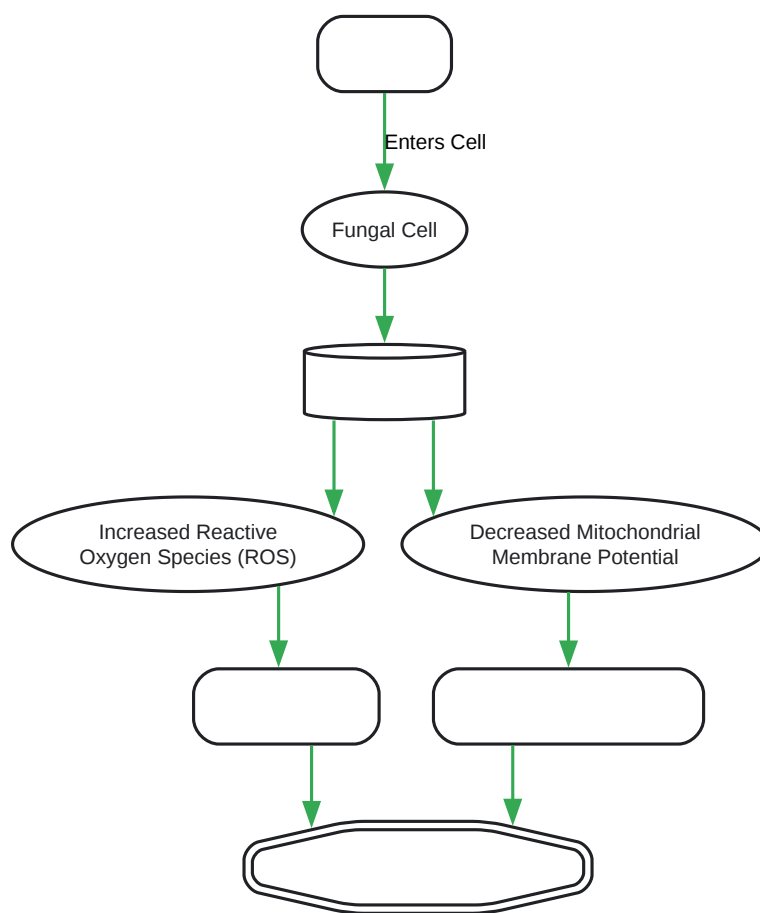 Enters Cell
Fungal Cell
Increased Reactive
Oxygen Species (ROS)
Decreased Mitochondrial
Membrane Potential